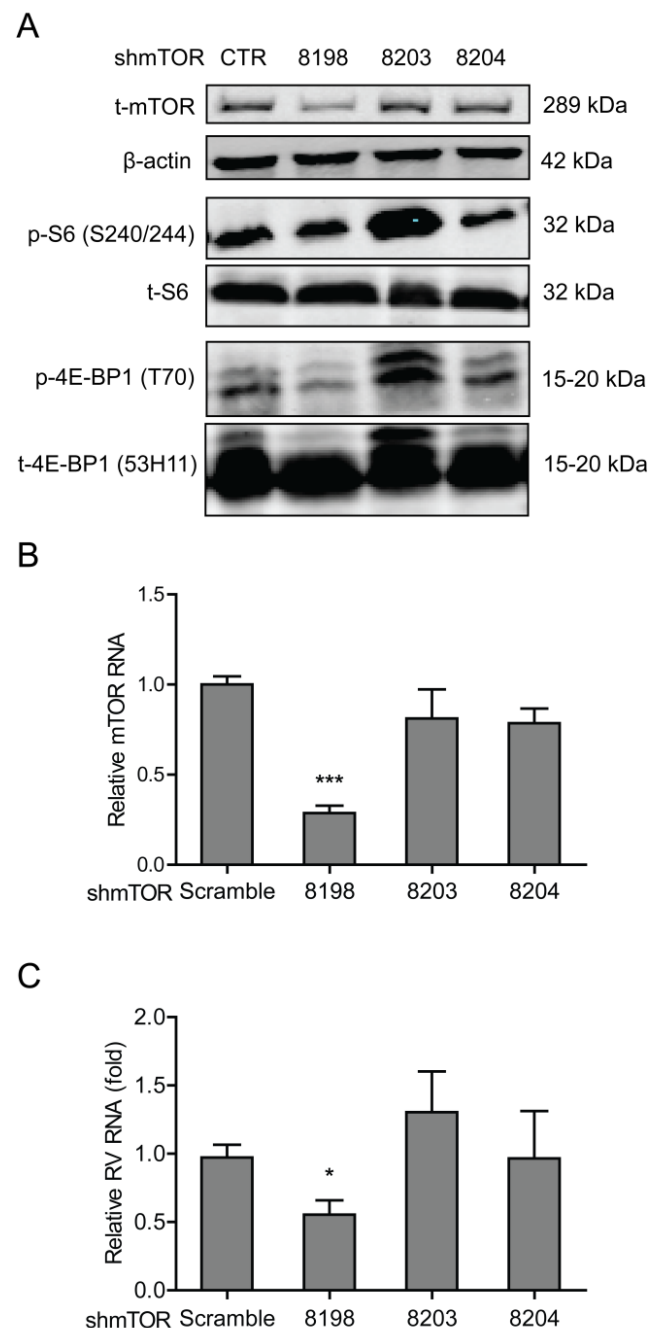 A
shmTOR CTR 8198 8203 8204
t-mTOR 289 kDa
β-actin 42 kDa
p-S6 (S240/244) 32 kDa
t-S6 32 kDa
p-4E-BP1 (T70) 15-20 kDa
t-4E-BP1 (53H11) 15-20 kDa
B
Relative mTOR RNA
1.5
1.0
0.5
0.0
***
shmTOR Scramble 8198 8203 8204
C
Relative RV RNA (fold)
2.0
1.5
1.0
0.5
0.0
*
shmTOR Scramble 8198 8203 8204